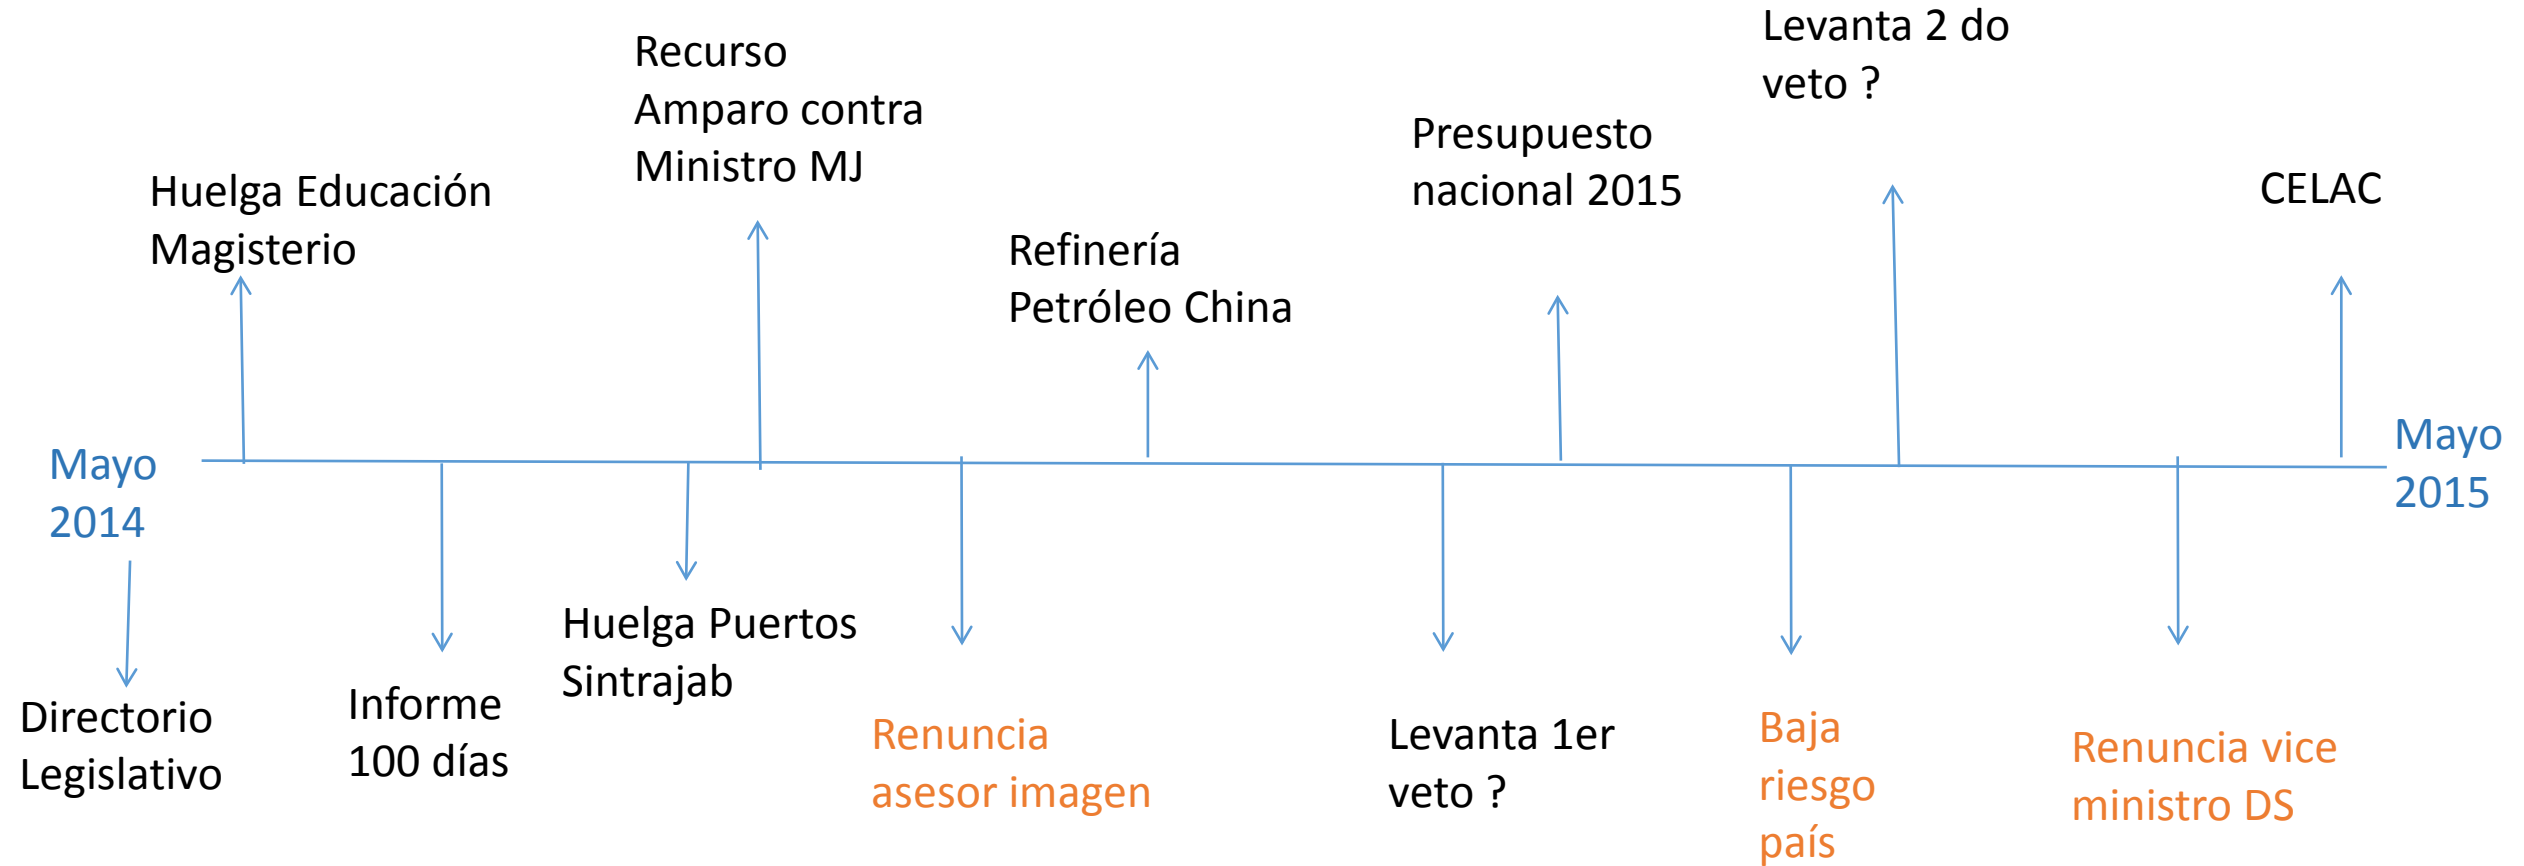 Levanta 2 do
veto ?
Recurso
Amparo contra
Ministro MJ
Presupuesto
nacional 2015
Huelga Educación
Magisterio
CELAC
Refinería
Petróleo China
Mayo
2014
Mayo
2015
Huelga Puertos
Sintrajab
Directorio
Legislativo
Informe
100 días
Renuncia
asesor imagen
Levanta 1er
veto ?
Baja
riesgo
país
Renuncia vice
ministro DS